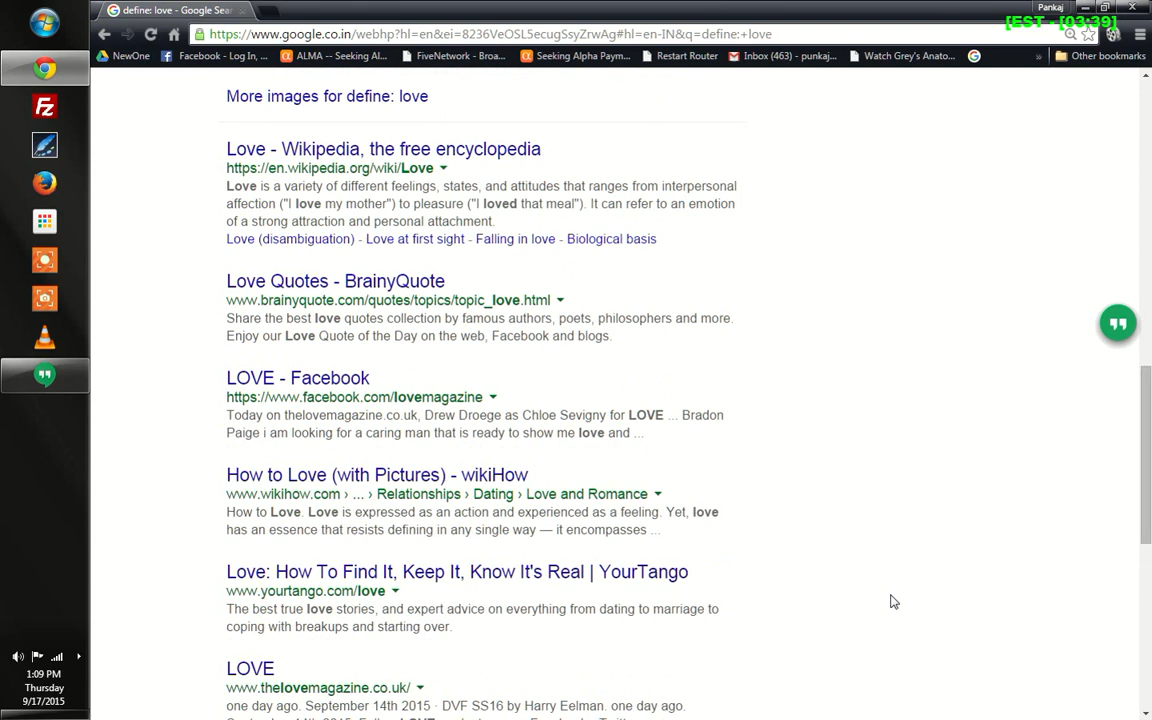 define: love - Google Sear
Pankaj
[EST - [03:39]
https://www.google.co.in/webhp?hl=en&ei=8236VeOSL5ecugSsyZrwAg#hl=en-IN&q=define:+love
NewOne
Facebook - Log In, ...
ALMA -- Seeking Al...
FiveNetwork - Broa...
Seeking Alpha Paym...
Restart Router
Inbox (463) - punkaj...
Watch Grey's Anato...
»
Other bookmarks
More images for define: love
Love - Wikipedia, the free encyclopedia
https://en.wikipedia.org/wiki/Love
Love is a variety of different feelings, states, and attitudes that ranges from interpersonal
affection ("I love my mother") to pleasure ("I loved that meal"). It can refer to an emotion
of a strong attraction and personal attachment.
Love (disambiguation) - Love at first sight - Falling in love - Biological basis
Love Quotes - BrainyQuote
www.brainyquote.com/quotes/topics/topic_love.html
Share the best love quotes collection by famous authors, poets, philosophers and more.
Enjoy our Love Quote of the Day on the web, Facebook and blogs.
LOVE - Facebook
https://www.facebook.com/lovemagazine
Today on thelovemagazine.co.uk, Drew Droege as Chloe Sevigny for LOVE ... Bradon
Paige i am looking for a caring man that is ready to show me love and ...
How to Love (with Pictures) - wikiHow
www.wikihow.com › ... › Relationships › Dating › Love and Romance
How to Love. Love is expressed as an action and experienced as a feeling. Yet, love
has an essence that resists defining in any single way — it encompasses ...
Love: How To Find It, Keep It, Know It's Real | YourTango
www.yourtango.com/love
The best true love stories, and expert advice on everything from dating to marriage to
coping with breakups and starting over.
LOVE
www.thelovemagazine.co.uk/
one day ago. September 14th 2015 · DVF SS16 by Harry Eelman. one day ago.
1:09 PM
Thursday
9/17/2015